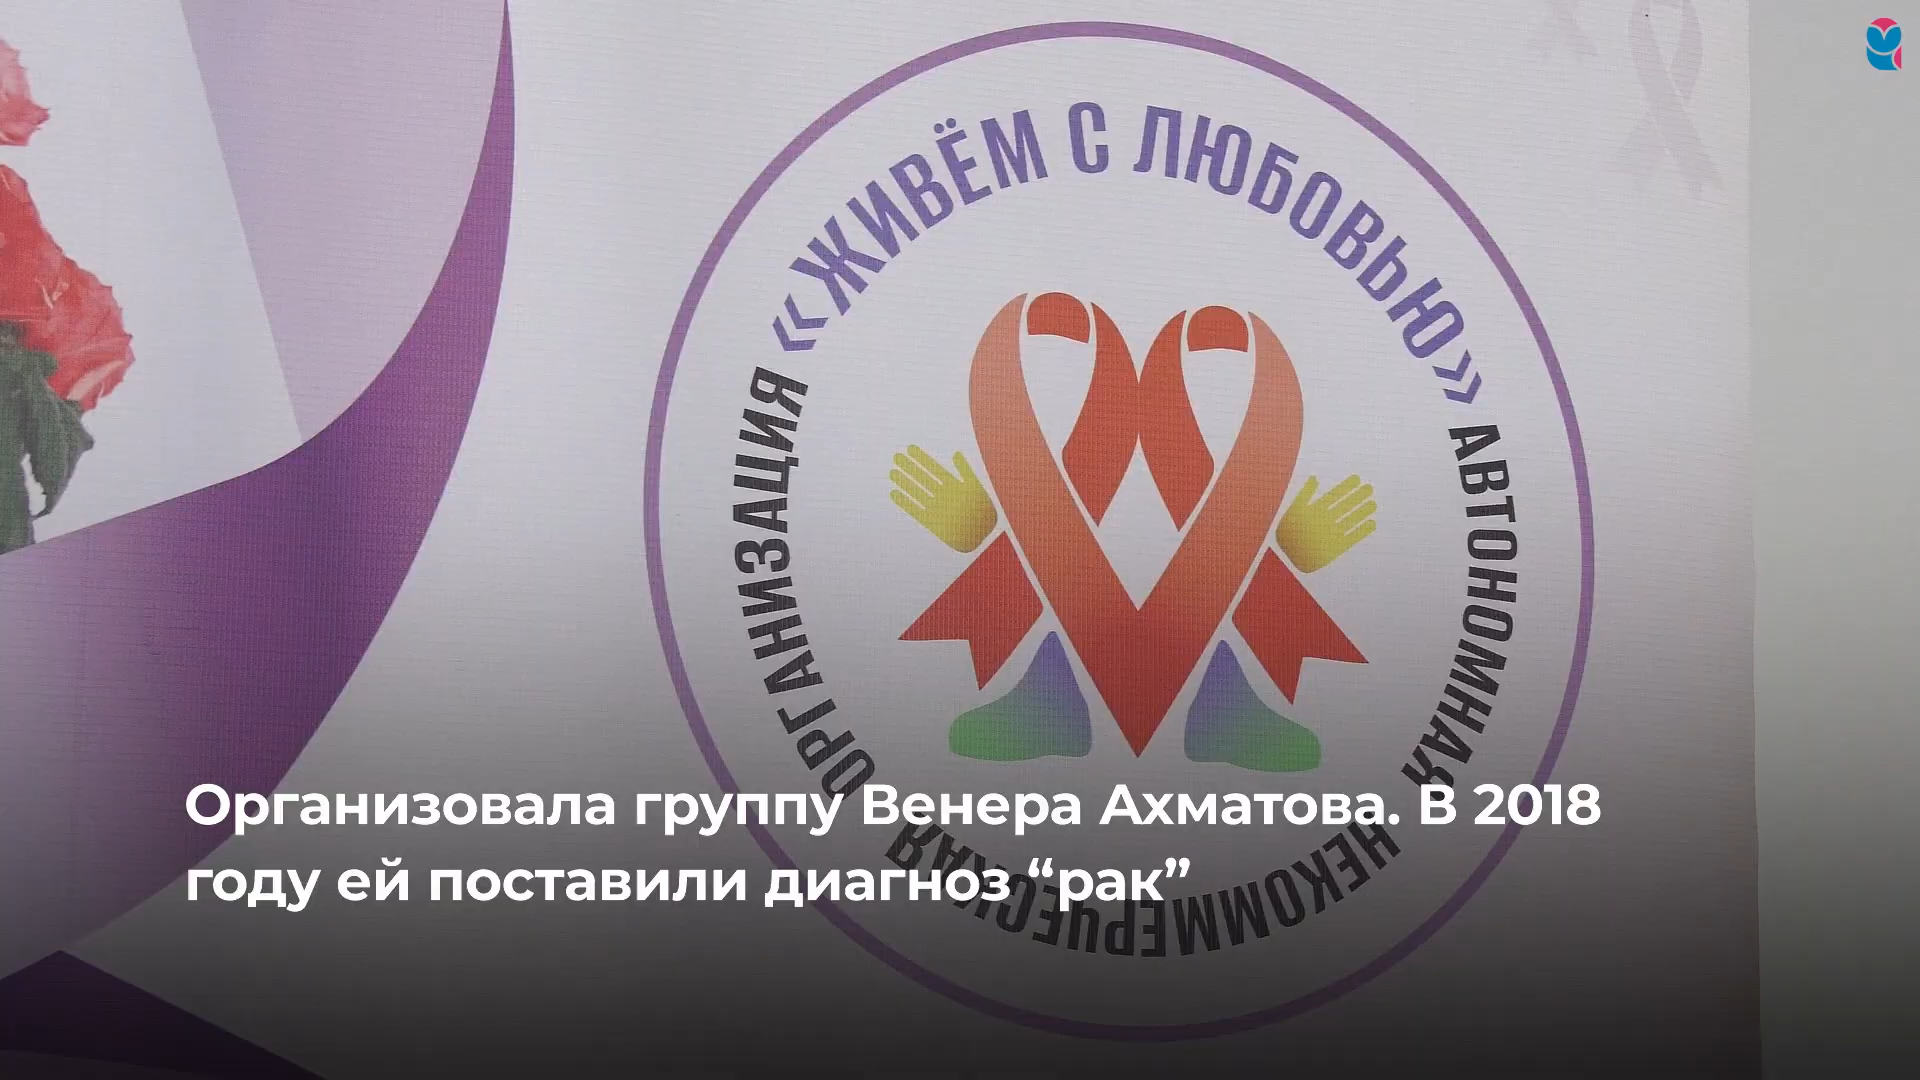 «ЖИВЁМ С ЛЮБОВЬЮ»
АВТОНОМНАЯ НЕКОММЕРЧЕСКАЯ ОРГАНИЗАЦИЯ
Организовала группу Венера Ахматова. В 2018
году ей поставили диагноз “рак”